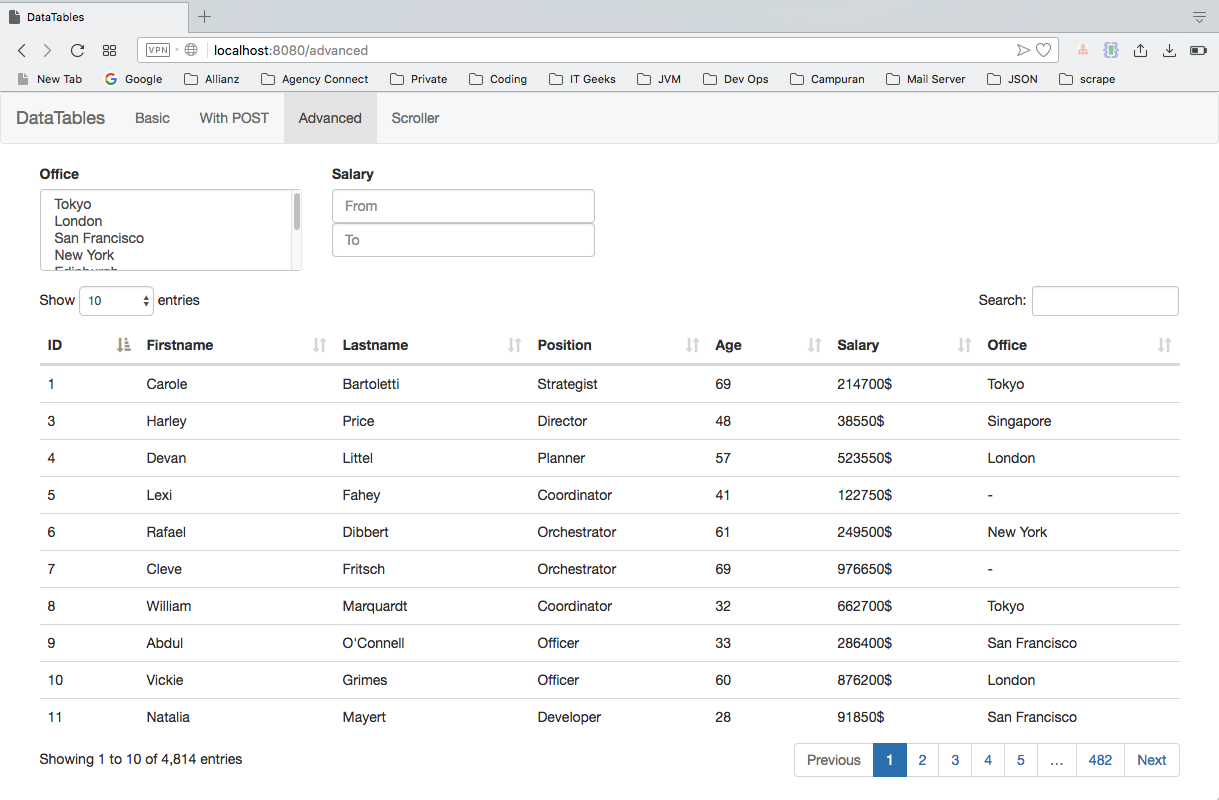 DataTables
VPN localhost:8080/advanced
New Tab Google Allianz Agency Connect Private Coding IT Geeks JVM Dev Ops Campuran Mail Server JSON scrape
DataTables Basic With POST Advanced Scroller
Office Salary
Tokyo
London
San Francisco
New York
Edinburgh
From
To
Show 10 entries Search:
ID Firstname Lastname Position Age Salary Office
1 Carole Bartoletti Strategist 69 214700$ Tokyo
3 Harley Price Director 48 38550$ Singapore
4 Devan Littel Planner 57 523550$ London
5 Lexi Fahey Coordinator 41 122750$ -
6 Rafael Dibbert Orchestrator 61 249500$ New York
7 Cleve Fritsch Orchestrator 69 976650$ -
8 William Marquardt Coordinator 32 662700$ Tokyo
9 Abdul O'Connell Officer 33 286400$ San Francisco
10 Vickie Grimes Officer 60 876200$ London
11 Natalia Mayert Developer 28 91850$ San Francisco
Showing 1 to 10 of 4,814 entries Previous 1 2 3 4 5 … 482 Next